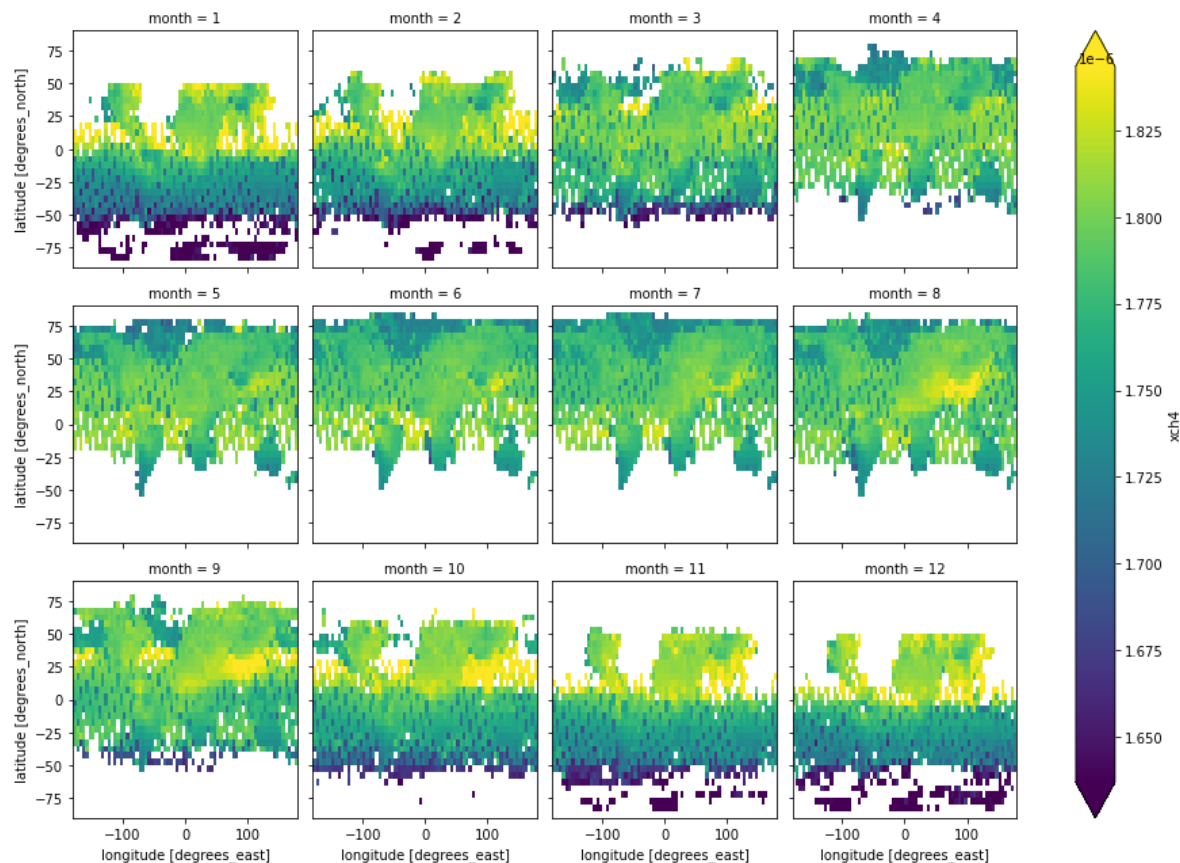 month = 1
month = 2
month = 3
month = 4
75
50
25
0
−25
−50
−75
latitude [degrees_north]
month = 5
month = 6
month = 7
month = 8
75
50
25
0
−25
−50
−75
latitude [degrees_north]
month = 9
month = 10
month = 11
month = 12
75
50
25
0
−25
−50
−75
latitude [degrees_north]
−100 0 100
−100 0 100
−100 0 100
−100 0 100
longitude [degrees_east]
longitude [degrees_east]
longitude [degrees_east]
longitude [degrees_east]
1e−6
1.825
1.800
1.775
1.750
1.725
1.700
1.675
1.650
xch4